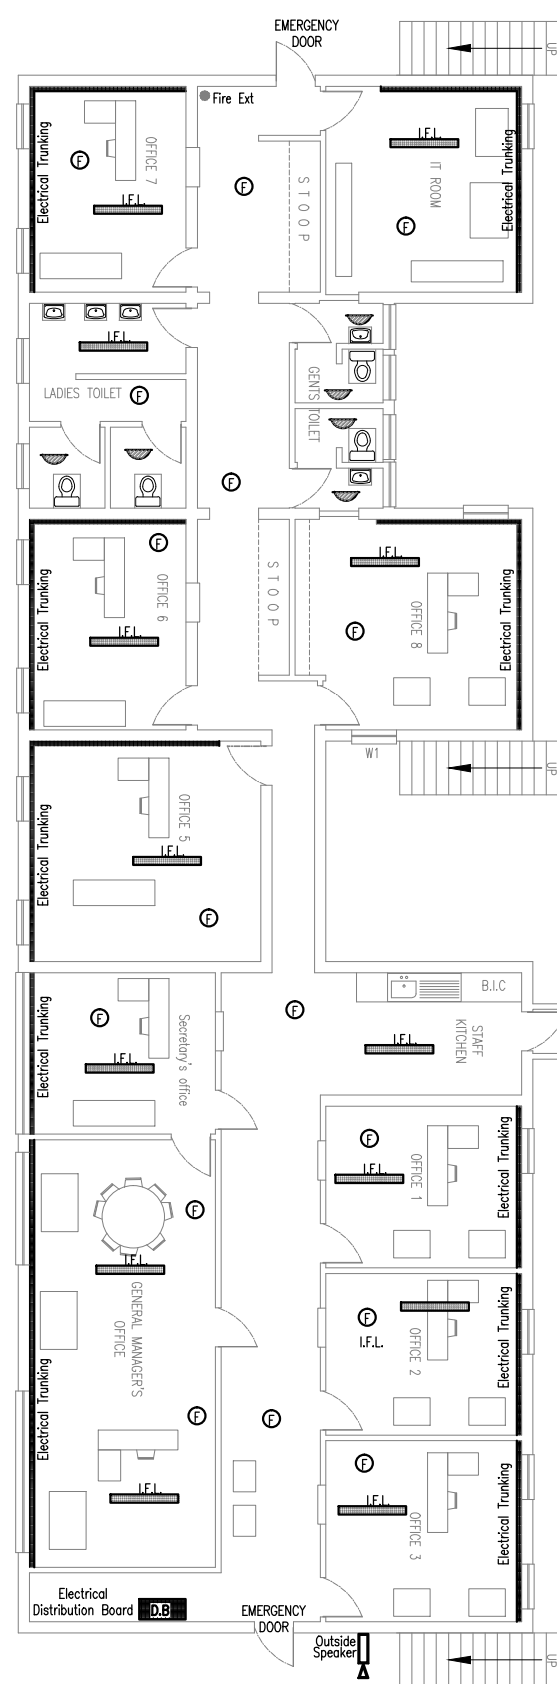 EMERGENCY
DOOR
UP
Fire Ext
Electrical Trunking
OFFICE 7
F
I.F.L.
F
STOOP
I.F.L.
IT ROOM
F
Electrical Trunking
I.F.L.
LADIES TOILET
F
GENTS TOILET
F
Electrical Trunking
F
OFFICE 6
I.F.L.
STOOP
I.F.L.
F
OFFICE 8
Electrical Trunking
W1
UP
Electrical Trunking
OFFICE 5
I.F.L.
F
Electrical Trunking
F
I.F.L.
Secretary's office
F
B.I.C
STAFF
KITCHEN
I.F.L.
F
I.F.L.
OFFICE 1
Electrical Trunking
F
I.F.L.
GENERAL MANAGER'S
OFFICE
Electrical Trunking
F
I.F.L.
F
F
I.F.L.
OFFICE 2
Electrical Trunking
F
I.F.L.
OFFICE 3
Electrical Trunking
Electrical
Distribution Board
D.B
EMERGENCY
DOOR
Outside
Speaker
UP